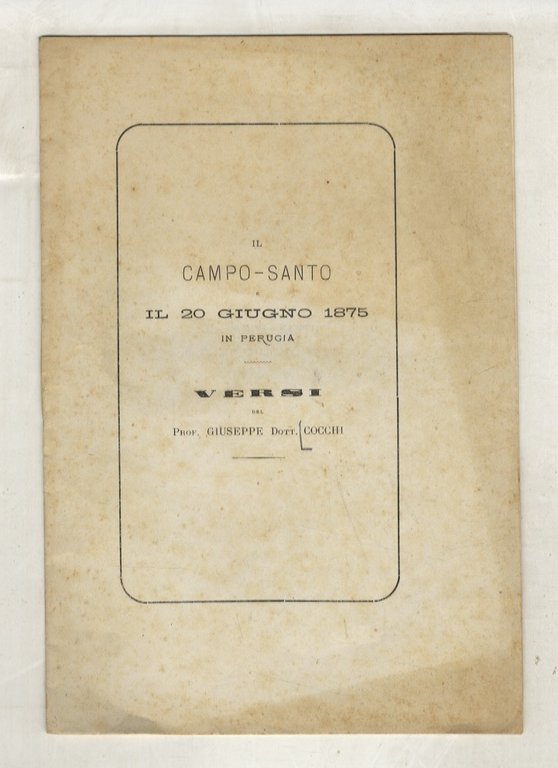 IL
CAMPO-SANTO
E
IL 20 GIUGNO 1875
IN PERUGIA
VERSI
DEL
PROF. GIUSEPPE DOTT. COCCHI